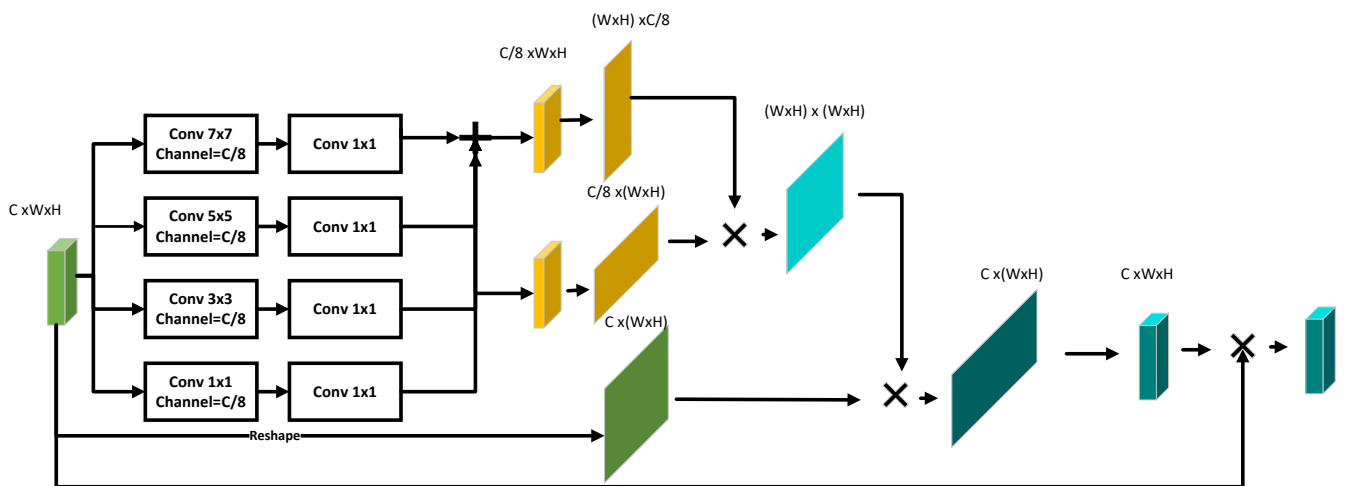 (WxH) xC/8
C/8 xWxH
(WxH) x (WxH)
Conv 7x7
Channel=C/8
Conv 1x1
C/8 x(WxH)
C xWxH
Conv 5x5
Channel=C/8
Conv 1x1
C x(WxH)
C xWxH
Conv 3x3
Channel=C/8
Conv 1x1
C x(WxH)
Conv 1x1
Channel=C/8
Conv 1x1
Reshape